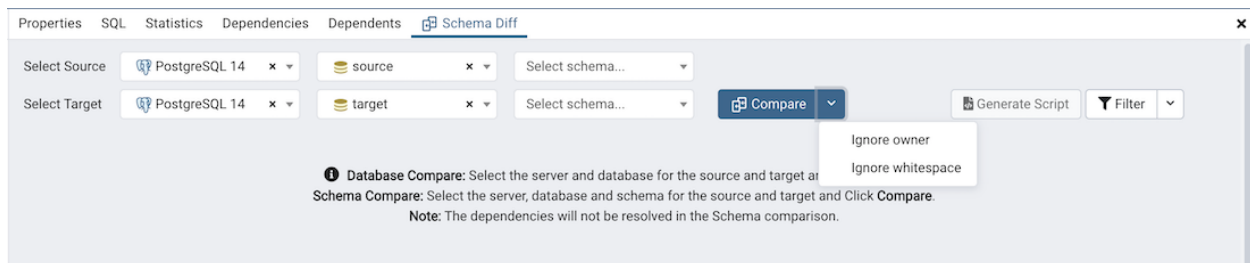 Properties SQL Statistics Dependencies Dependents Schema Diff
Select Source PostgreSQL 14 source Select schema...
Select Target PostgreSQL 14 target Select schema... Compare Generate Script Filter
Ignore owner
Ignore whitespace
Database Compare: Select the server and database for the source and target
Schema Compare: Select the server, database and schema for the source and target and Click Compare.
Note: The dependencies will not be resolved in the Schema comparison.